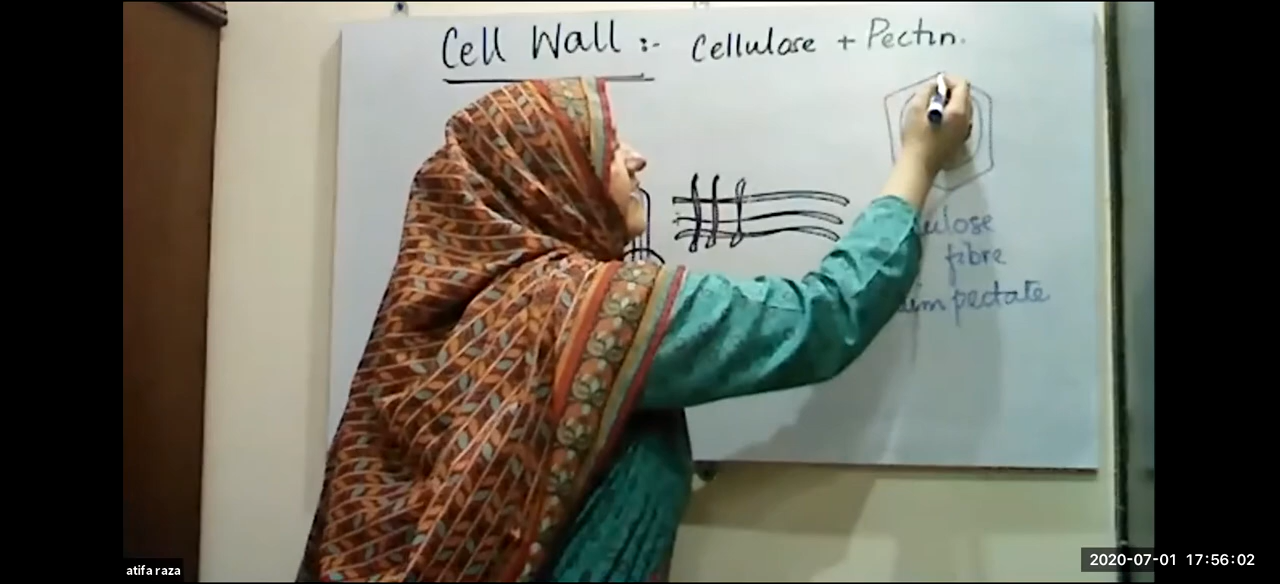 Cell Wall :- Cellulose + Pectin.
fibre
pectate
atifa raza
2020-07-01 17:56:02